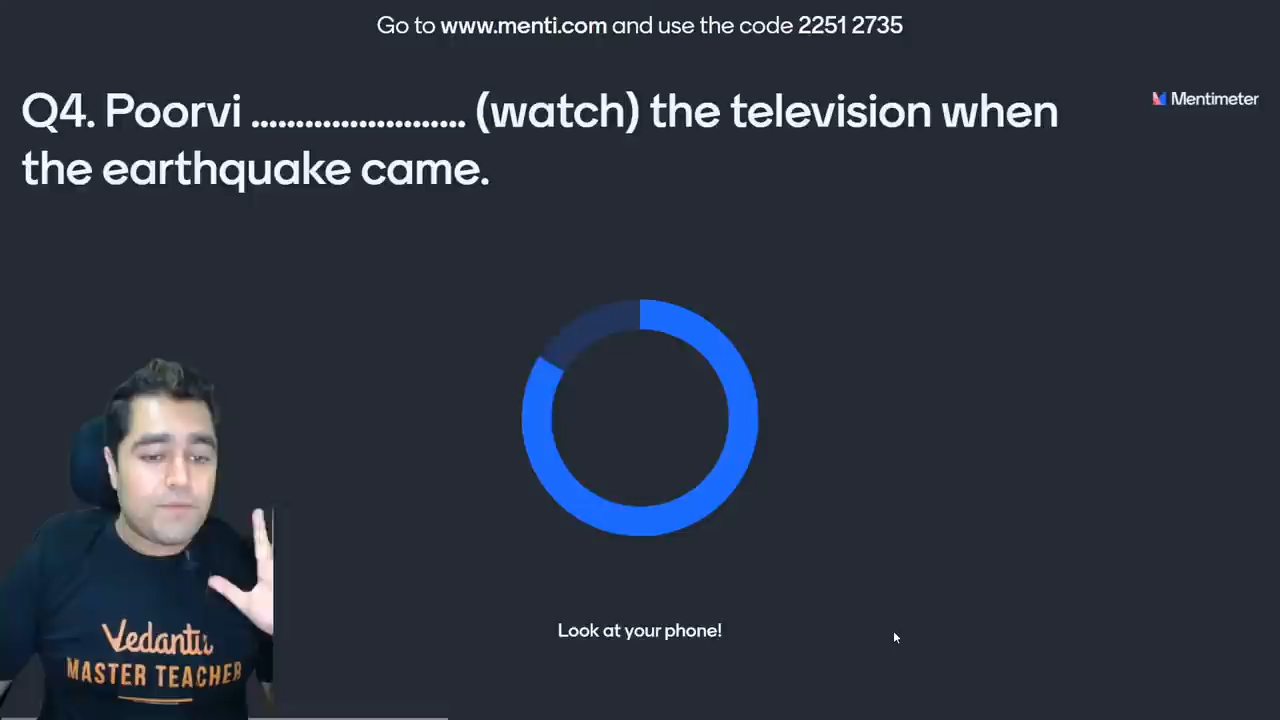 Go to www.menti.com and use the code 2251 2735
Q4. Poorvi ........................ (watch) the television when
the earthquake came.
Mentimeter
Look at your phone!
Vedantu
MASTER TEACHER